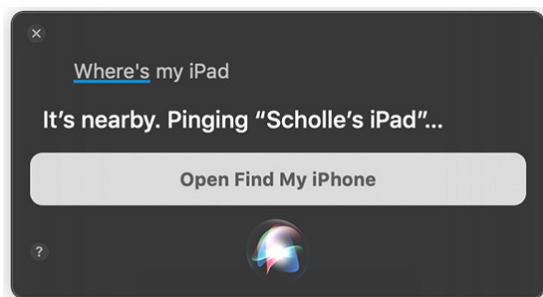 Where's my iPad
It's nearby. Pinging “Scholle's iPad”...
Open Find My iPhone
?